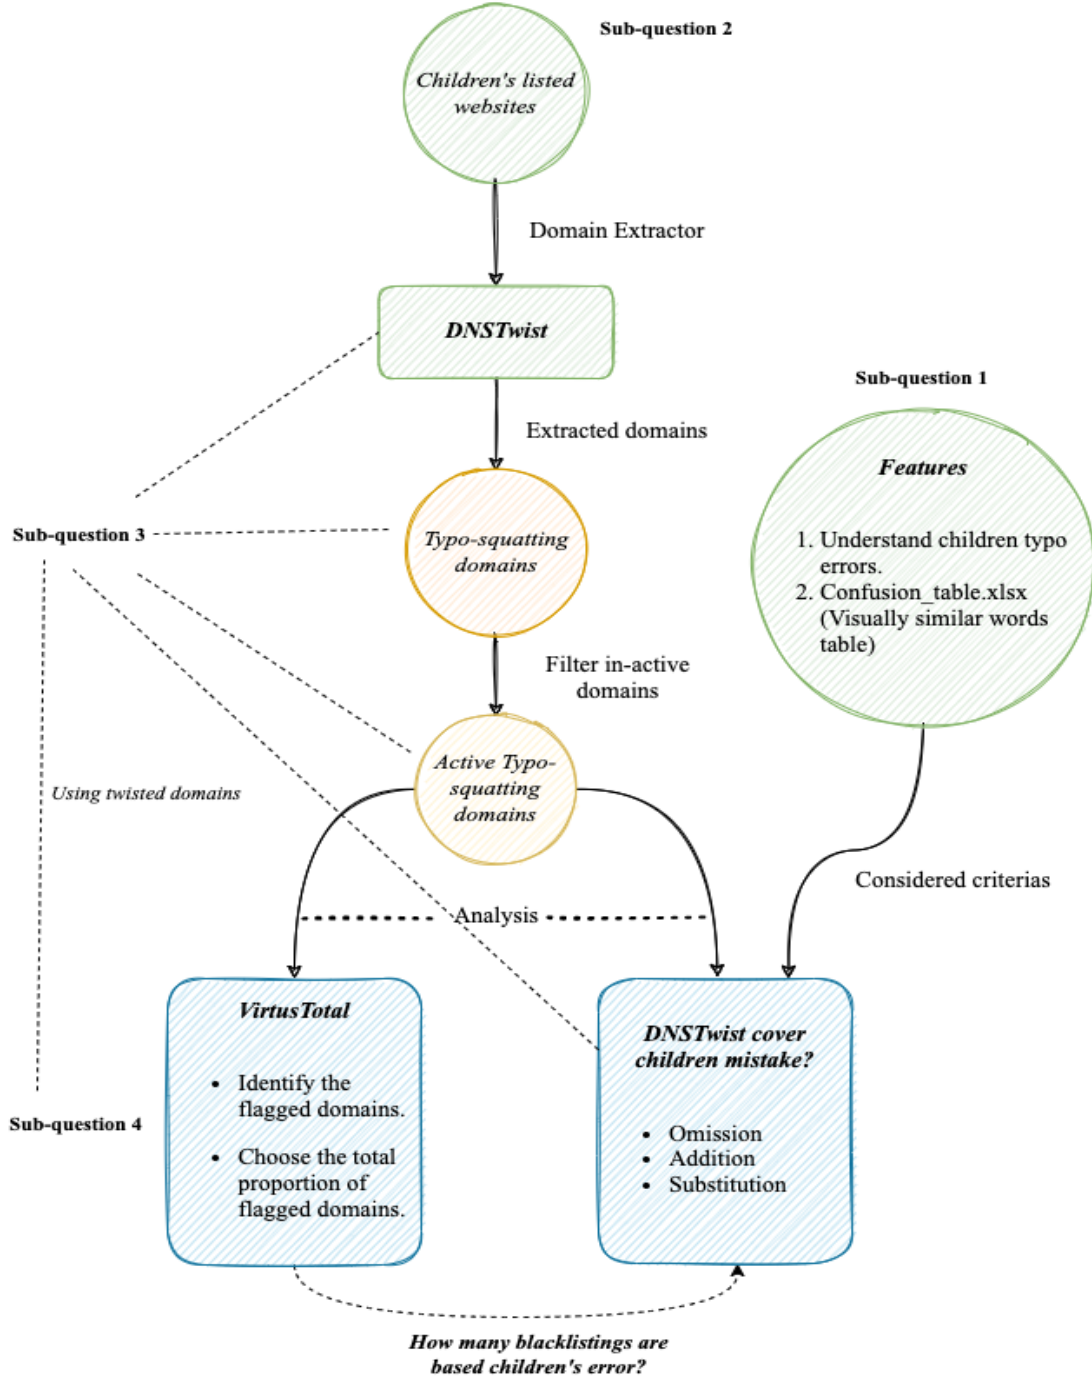 Sub-question 2
Children's listed
websites
Domain Extractor
DNSTwist
Sub-question 1
Extracted domains
Features
1. Understand children typo
errors.
2. Confusion_table.xlsx
(Visually similar words
table)
Sub-question 3
Typo-squatting
domains
Filter in-active
domains
Active Typo-
squatting
domains
Using twisted domains
Considered criterias
Analysis
VirtusTotal
• Identify the
flagged domains.
• Choose the total
proportion of
flagged domains.
DNSTwist cover
children mistake?
• Omission
• Addition
• Substitution
Sub-question 4
How many blacklistings are
based children's error?